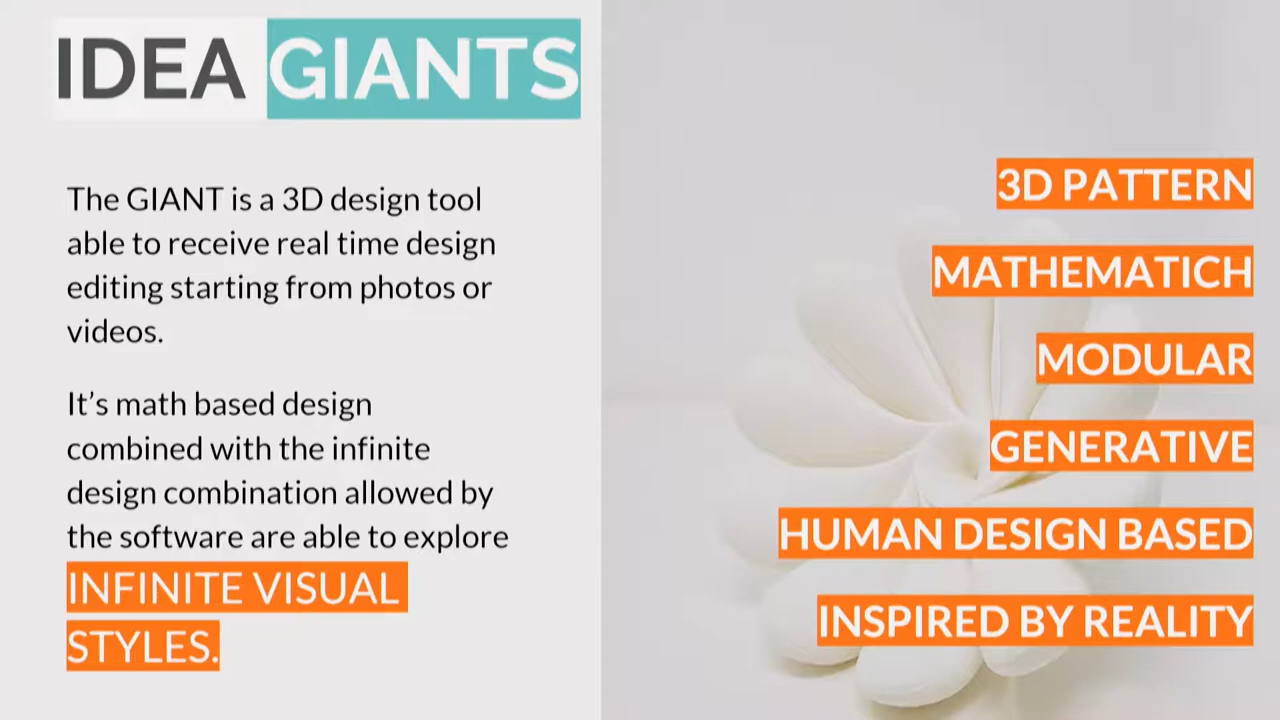 IDEA GIANTS
The GIANT is a 3D design tool
able to receive real time design
editing starting from photos or
videos.
It’s math based design
combined with the infinite
design combination allowed by
the software are able to explore
INFINITE VISUAL
STYLES.
3D PATTERN
MATHEMATICH
MODULAR
GENERATIVE
HUMAN DESIGN BASED
INSPIRED BY REALITY